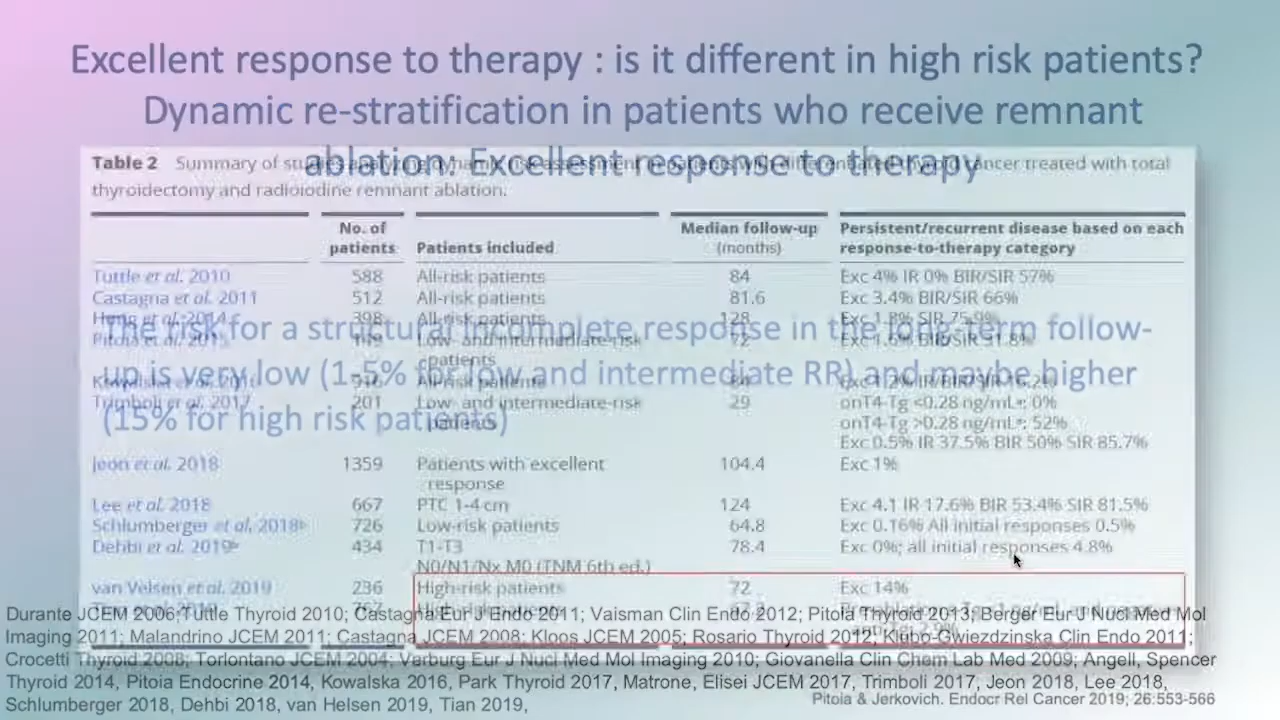 Excellent response to therapy : is it different in high risk patients?
Dynamic re-stratification in patients who receive remnant
ablation: Excellent response to therapy
Table 2 Summary of studies analyzing dynamic risk assessment in patients with differentiated thyroid cancer treated with total
thyroidectomy and radioiodine remnant ablation.
No. of patients Patients included Median follow-up (months) Persistent/recurrent disease based on each response-to-therapy category
Tuttle et al. 2010 588 All-risk patients 84 Exc 4% IR 0% BIR/SIR 57%
Castagna et al. 2011 512 All-risk patients 81.6 Exc 3.4% BIR/SIR 66%
398 All-risk patients 128
The risk for a structural incomplete response in the long-term follow-
up is very low (1-5% for low and intermediate RR) and maybe higher
(15% for high risk patients)
Low- and intermediate-risk
patients
Trimboli et al. 2017 201 Low- and intermediate-risk 29 onT4-Tg <0.28 ng/mL: 0%
patients onT4-Tg >0.28 ng/mL: 52%
Exc 0.5% IR 37.5% BIR 50% SIR 85.7%
Jeon et al. 2018 1359 Patients with excellent 104.4 Exc 1%
response
Lee et al. 2018 667 PTC 1-4 cm 124 Exc 4.1 IR 17.6% BIR 53.4% SIR 81.5%
Schlumberger et al. 2018b 726 Low-risk patients 64.8 Exc 0.16% All initial responses 0.5%
Dehbi et al. 2019b 434 T1-T3 78.4 Exc 0%; all initial responses 4.8%
N0/N1/Nx M0 (TNM 6th ed.)
van Velsen et al. 2019 236 High-risk patients 72 Exc 14%
Durante JCEM 2006;Tuttle Thyroid 2010; Castagna Eur J Endo 2011; Vaisman Clin Endo 2012; Pitoia Thyroid 2013; Berger Eur J Nucl Med Mol
Imaging 2011; Malandrino JCEM 2011; Castagna JCEM 2008; Kloos JCEM 2005; Rosario Thyroid 2012, Klubo-Gwiezdzinska Clin Endo 2011;
Crocetti Thyroid 2008; Torlontano JCEM 2004; Verburg Eur J Nucl Med Mol Imaging 2010; Giovanella Clin Chem Lab Med 2009; Angell, Spencer
Thyroid 2014, Pitoia Endocrine 2014, Kowalska 2016, Park Thyroid 2017, Matrone, Elisei JCEM 2017, Trimboli 2017; Jeon 2018, Lee 2018,
Schlumberger 2018, Dehbi 2018, van Helsen 2019, Tian 2019,
Pitoia & Jerkovich. Endocr Rel Cancer 2019; 26:553-566